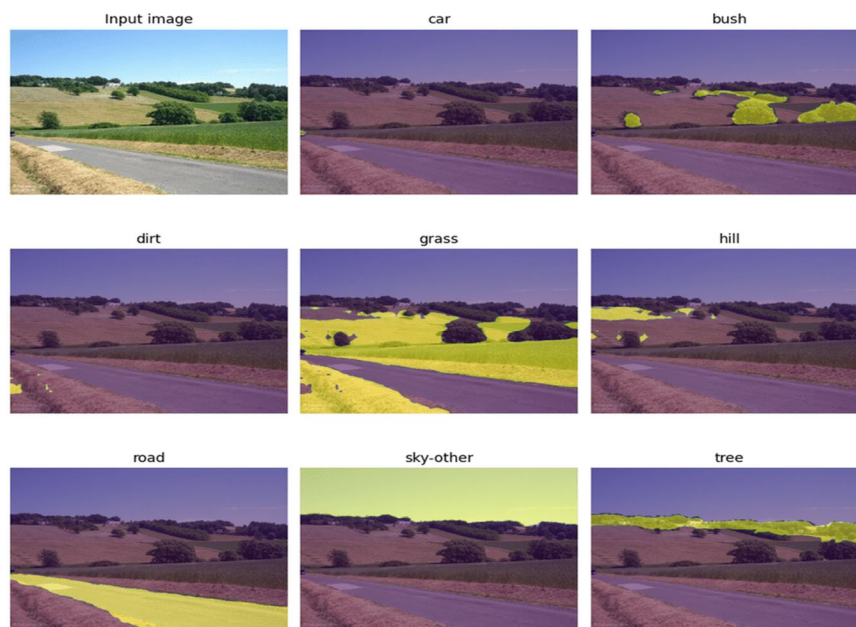 Input image
car
bush
dirt
grass
hill
road
sky-other
tree